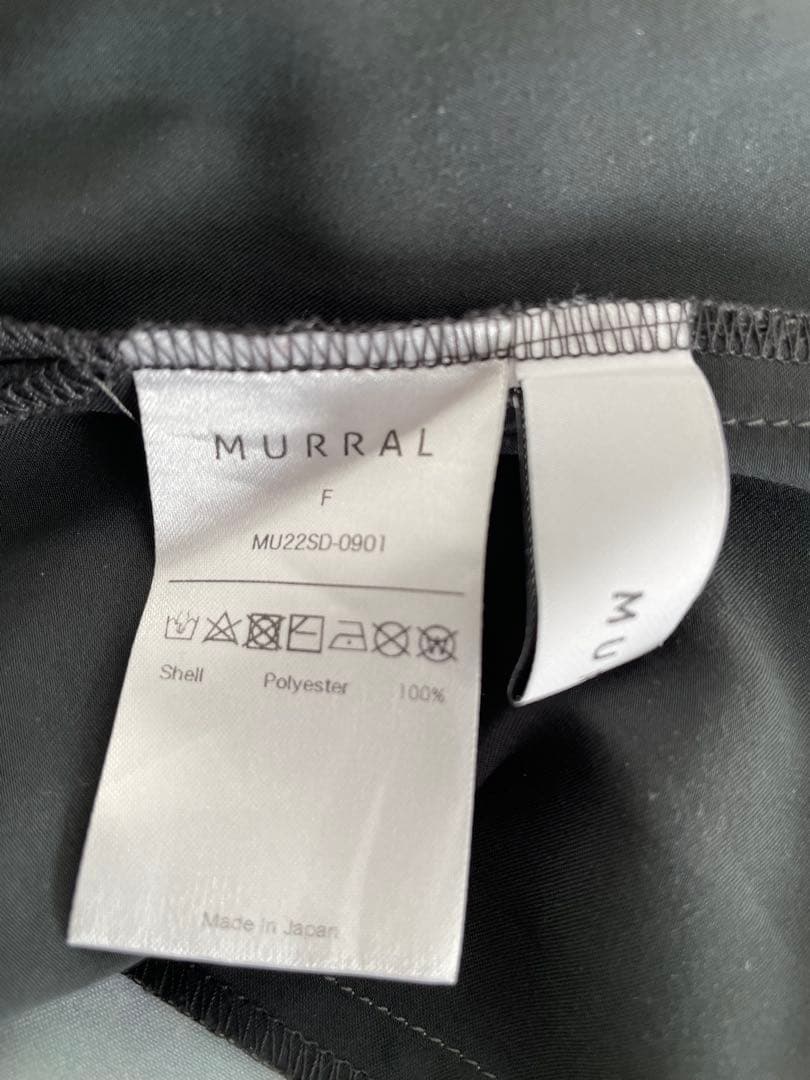 MURRAL
F
MU22SD-0901
Shell Polyester 100%
Made in Japan
MU